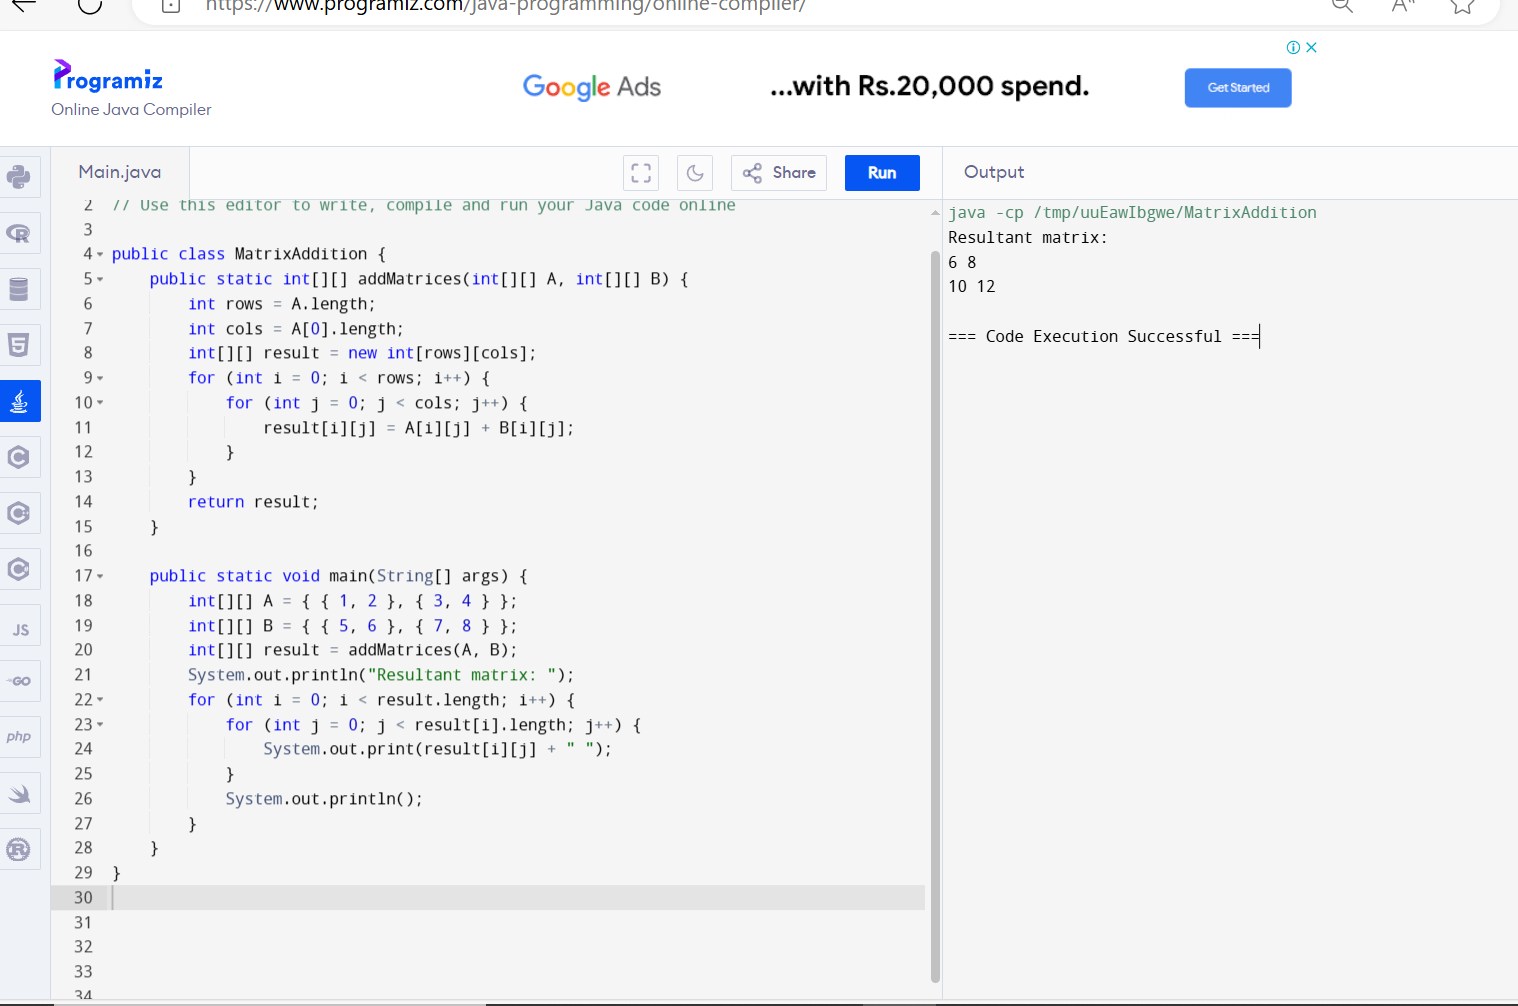 https://www.programiz.com/java-programming/online-compiler/
Programiz
Online Java Compiler
Google Ads
...with Rs.20,000 spend.
Get Started
Main.java
Share
Run
Output
2 // Use this editor to write, compile and run your Java code online
3
4 public class MatrixAddition {
5     public static int[][] addMatrices(int[][] A, int[][] B) {
6         int rows = A.length;
7         int cols = A[0].length;
8         int[][] result = new int[rows][cols];
9         for (int i = 0; i < rows; i++) {
10             for (int j = 0; j < cols; j++) {
11                 result[i][j] = A[i][j] + B[i][j];
12             }
13         }
14         return result;
15     }
16
17     public static void main(String[] args) {
18         int[][] A = { { 1, 2 }, { 3, 4 } };
19         int[][] B = { { 5, 6 }, { 7, 8 } };
20         int[][] result = addMatrices(A, B);
21         System.out.println("Resultant matrix: ");
22         for (int i = 0; i < result.length; i++) {
23             for (int j = 0; j < result[i].length; j++) {
24                 System.out.print(result[i][j] + " ");
25             }
26             System.out.println();
27         }
28     }
29 }
30
31
32
33
34
java -cp /tmp/uuEawIbgwe/MatrixAddition
Resultant matrix:
6 8
10 12
=== Code Execution Successful ===
R
5
C
C
C
JS
GO
php
R